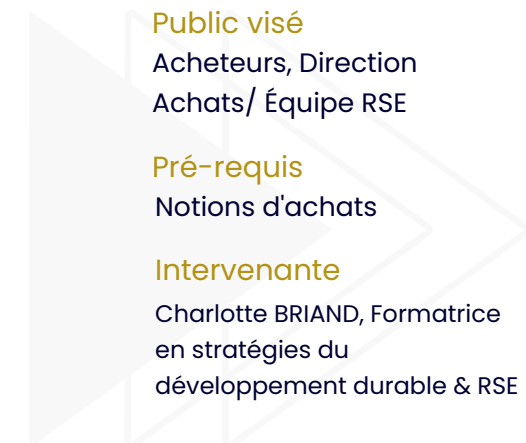 Public visé
Acheteurs, Direction
Achats/ Équipe RSE
Pré-requis
Notions d'achats
Intervenante
Charlotte BRIAND, Formatrice
en stratégies du
développement durable & RSE